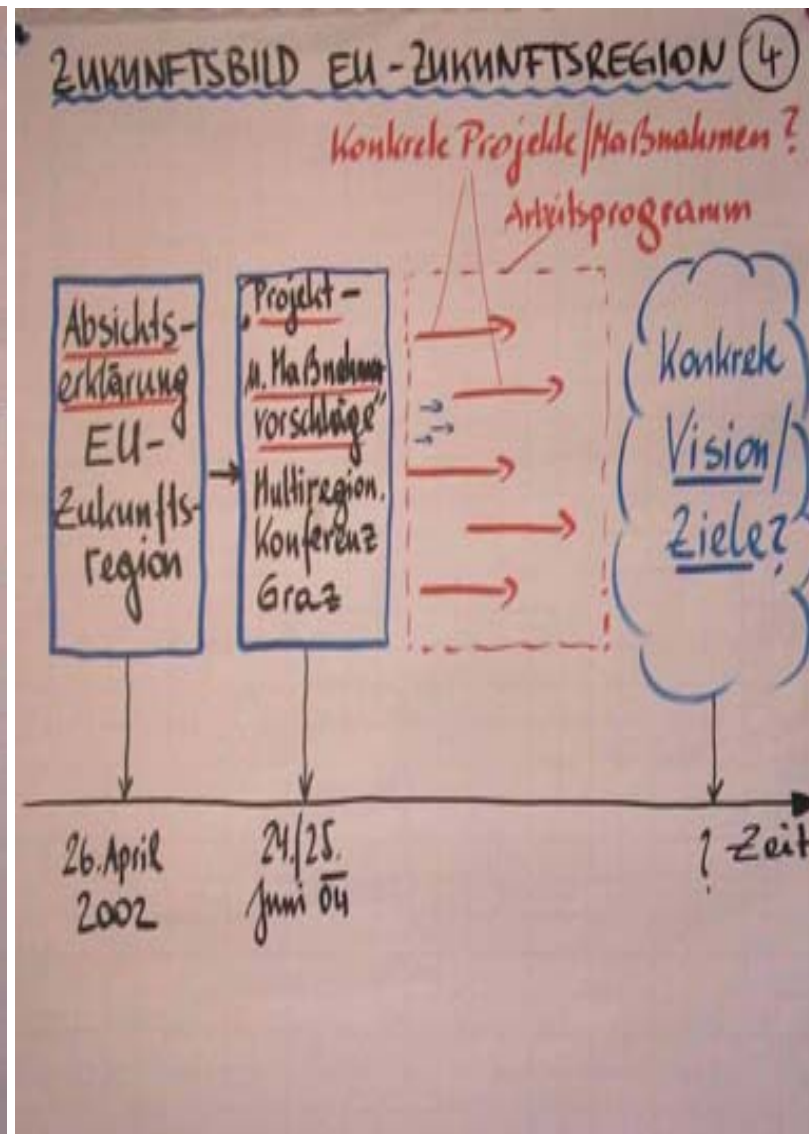 ZUKUNFTSBILD EU-ZUKUNFTSREGION 4
Konkrete Projekte/Maßnahmen?
Arbeitsprogramm
Absichts-
erklärung
EU-
Zukunfts-
region
"Projekt-
u. Maßnahmen
vorschläge"
Multiregion.
Konferenz
Graz
Konkrete
Vision/
Ziele?
26. April
2002
24./25.
Juni 04
? Zeit